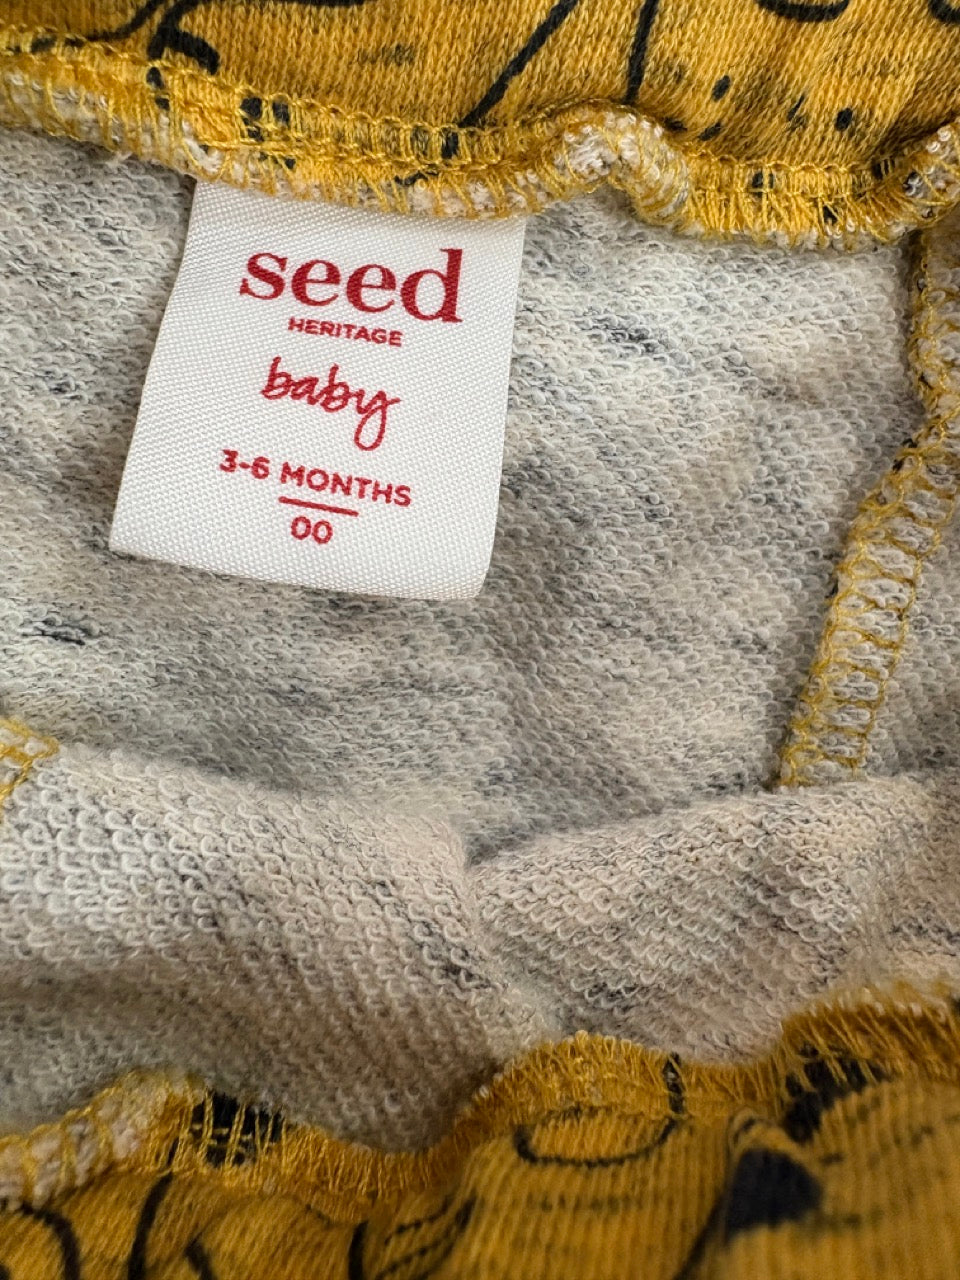 seed
HERITAGE
baby
3-6 MONTHS
00